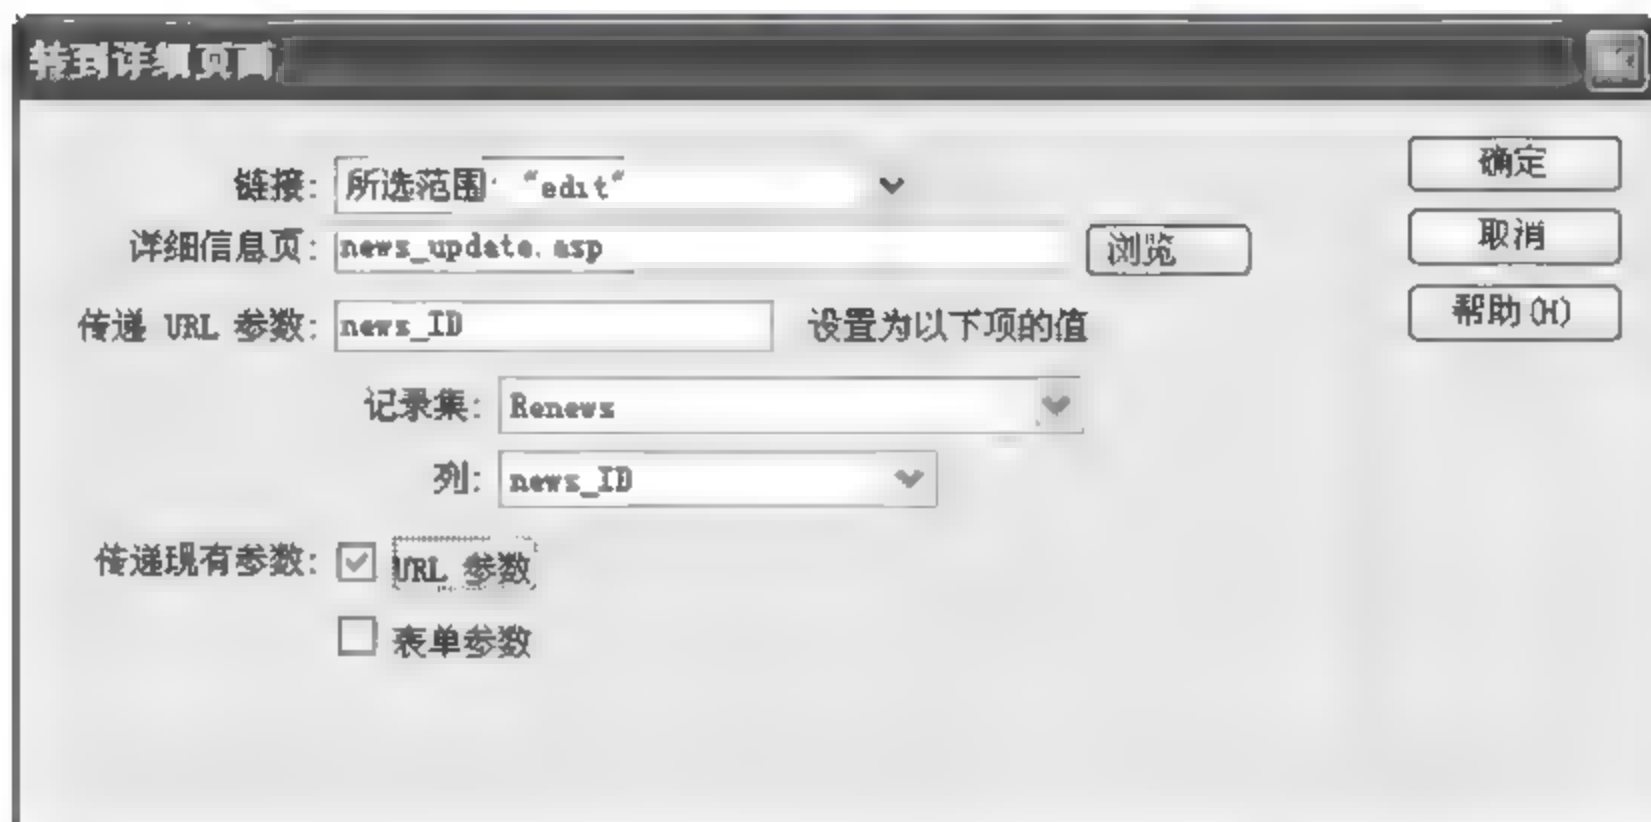 转到详细页面
链接: 所选范围: "edit"
确定
详细信息页: news_update.asp 浏览
取消
传递 URL 参数: news_ID 设置为以下项的值
帮助(H)
记录集: Renews
列: news_ID
传递现有参数: URL 参数
表单参数